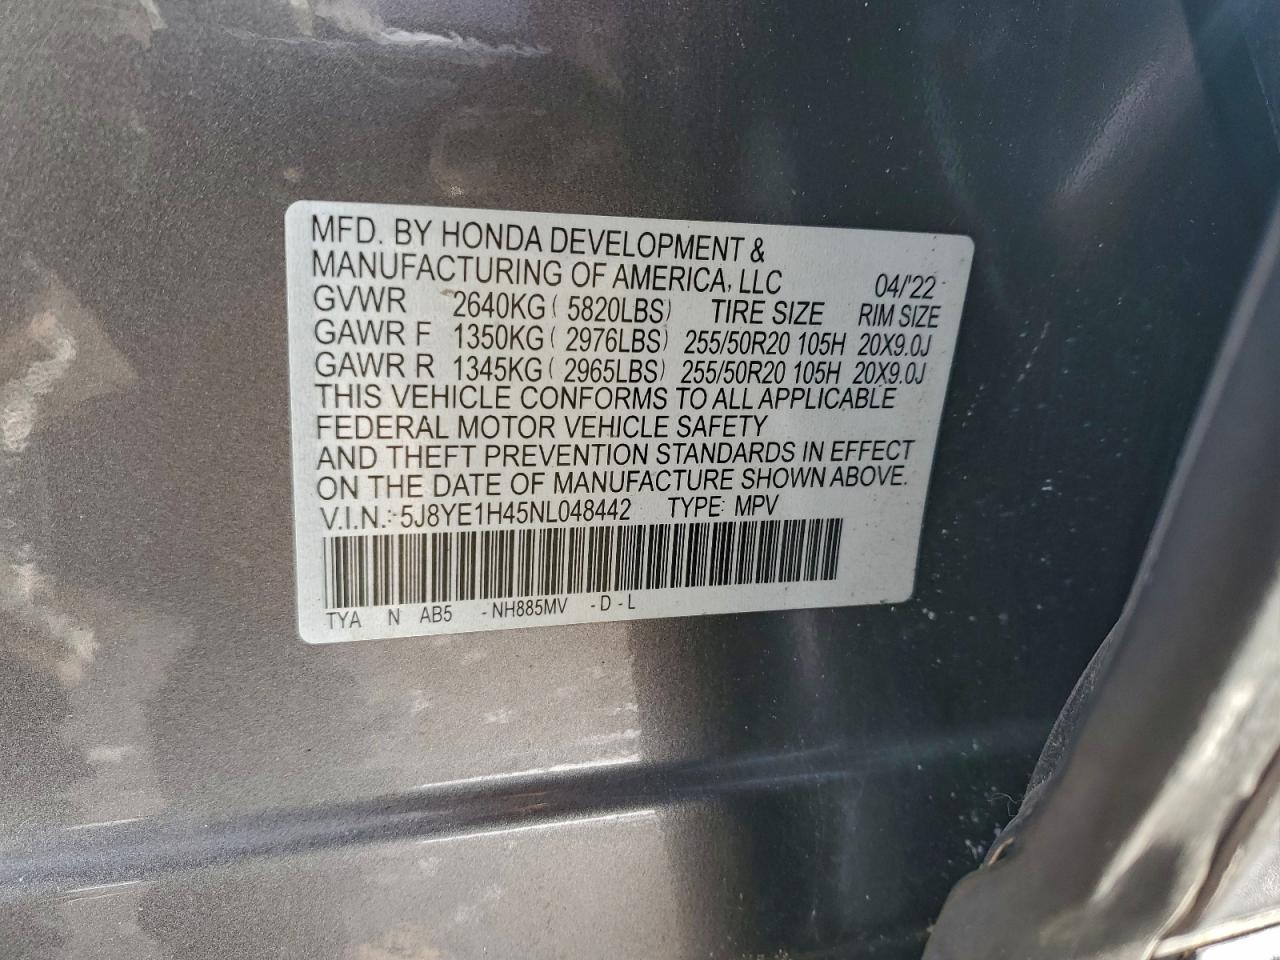 MFD. BY HONDA DEVELOPMENT &
MANUFACTURING OF AMERICA, LLC 04/'22
GVWR 2640KG ( 5820LBS) TIRE SIZE RIM SIZE
GAWR F 1350KG ( 2976LBS) 255/50R20 105H 20X9.0J
GAWR R 1345KG ( 2965LBS) 255/50R20 105H 20X9.0J
THIS VEHICLE CONFORMS TO ALL APPLICABLE
FEDERAL MOTOR VEHICLE SAFETY
AND THEFT PREVENTION STANDARDS IN EFFECT
ON THE DATE OF MANUFACTURE SHOWN ABOVE.
V.I.N.: 5J8YE1H45NL048442 TYPE: MPV
TYA N AB5 -NH885MV -D-L